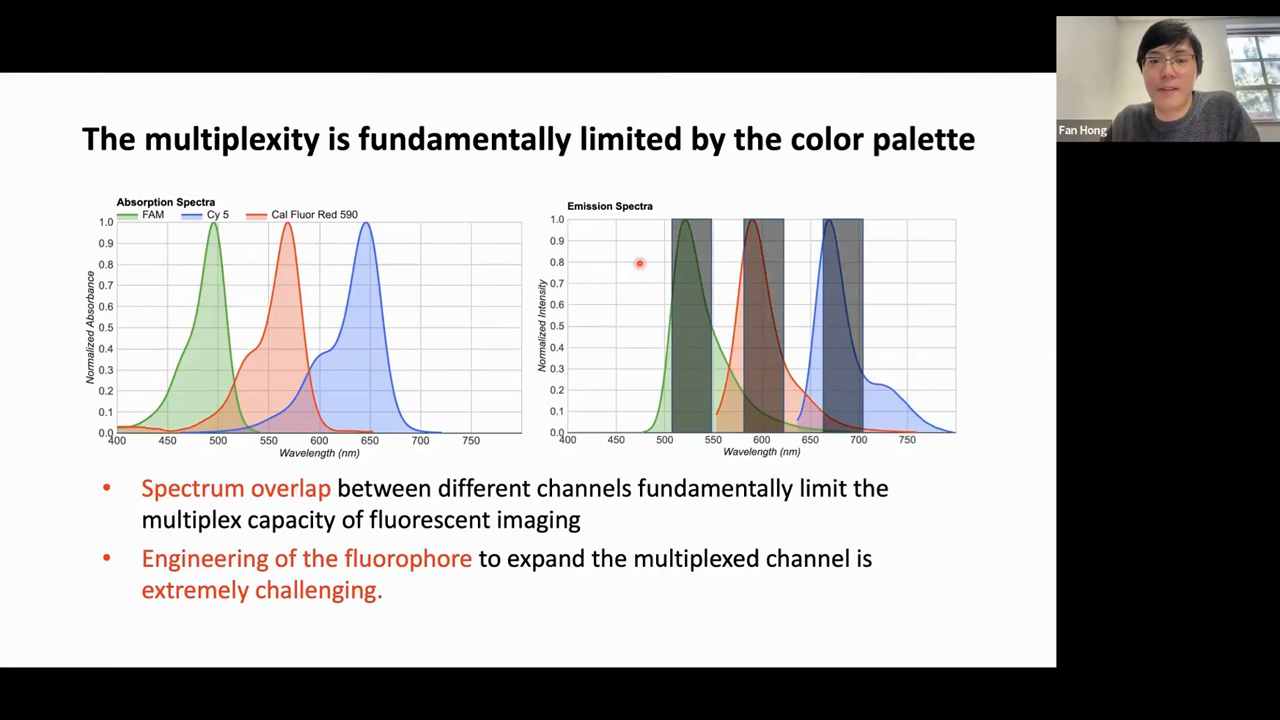 Fan Hong
The multiplexity is fundamentally limited by the color palette
Absorption Spectra
FAM Cy 5 Cal Fluor Red 590
Normalized Absorbance
1.0
0.9
0.8
0.7
0.6
0.5
0.4
0.3
0.2
0.1
0.0
400 450 500 550 600 650 700 750
Wavelength (nm)
Emission Spectra
Normalized Intensity
1.0
0.9
0.8
0.7
0.6
0.5
0.4
0.3
0.2
0.1
0.0
400 450 500 550 600 650 700 750
Wavelength (nm)
• Spectrum overlap between different channels fundamentally limit the
multiplex capacity of fluorescent imaging
• Engineering of the fluorophore to expand the multiplexed channel is
extremely challenging.